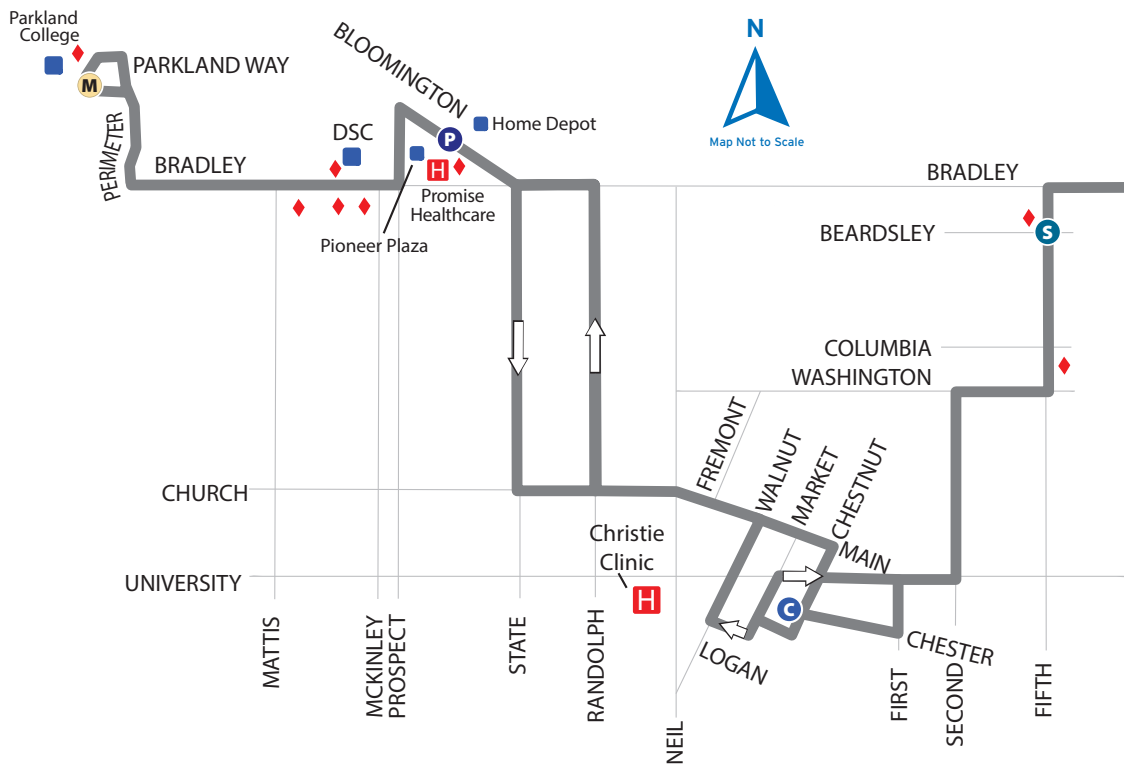 Parkland
College
M
PARKLAND WAY
PERIMETER
BRADLEY
DSC
BLOOMINGTON
P
Home Depot
H
Promise
Healthcare
Pioneer Plaza
N
Map Not to Scale
BRADLEY
BEARDSLEY
S
COLUMBIA
WASHINGTON
FREMONT
WALNUT
MARKET
CHESTNUT
MAIN
CHURCH
Christie
Clinic
H
UNIVERSITY
C
LOGAN
CHESTER
MATTIS
MCKINLEY
PROSPECT
STATE
RANDOLPH
NEIL
FIRST
SECOND
FIFTH